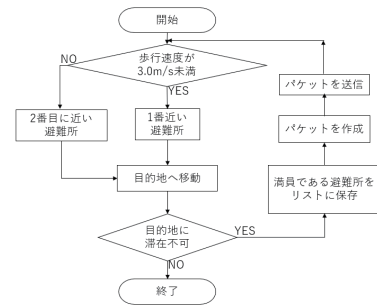 開始
歩行速度が
3.0m/s未満
NO
YES
2番目に近い
避難所
1番近い
避難所
目的地へ移動
目的地に
滞在不可
YES
NO
終了
満員である避難所を
リストに保存
パケットを作成
パケットを送信